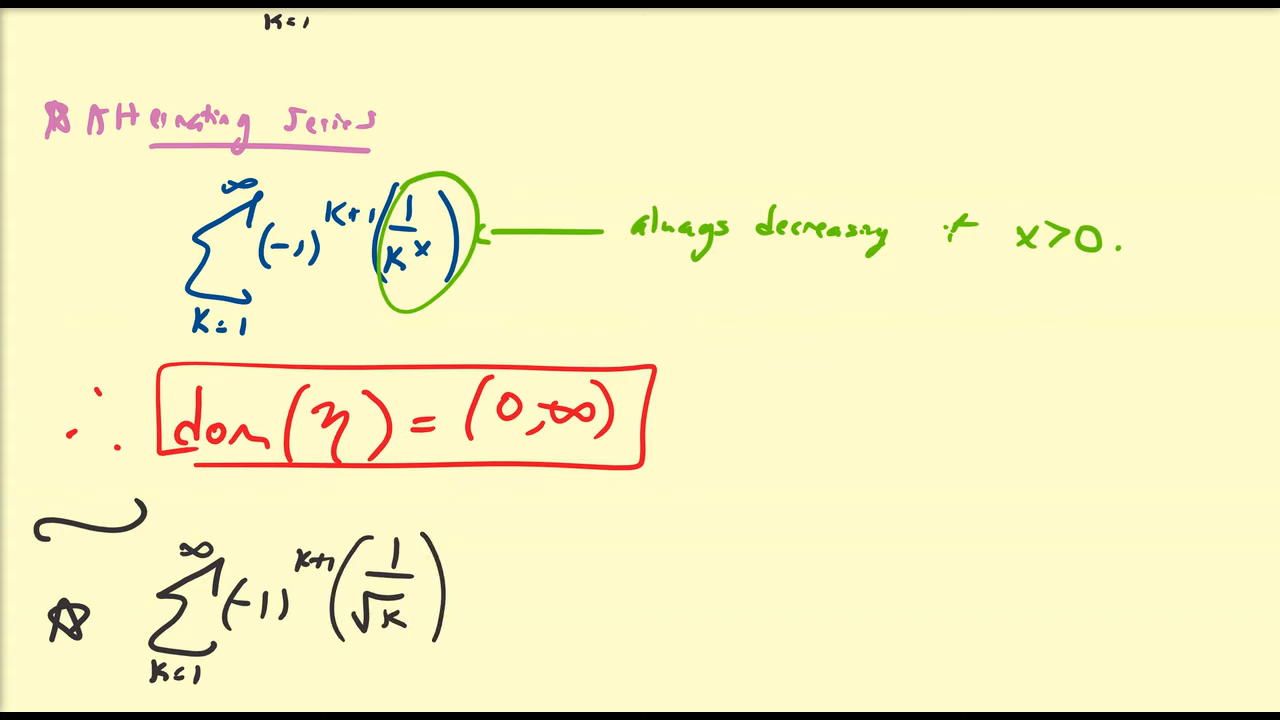 K=1
☆ Alternating Series
∞ ∑ K=1 (-1)^{K+1} (1/K^x) ← always decreasing if x>0.
∴ dom(η) = (0,∞)
☆ ∞ ∑ K=1 (-1)^{K+1} (1/√K)